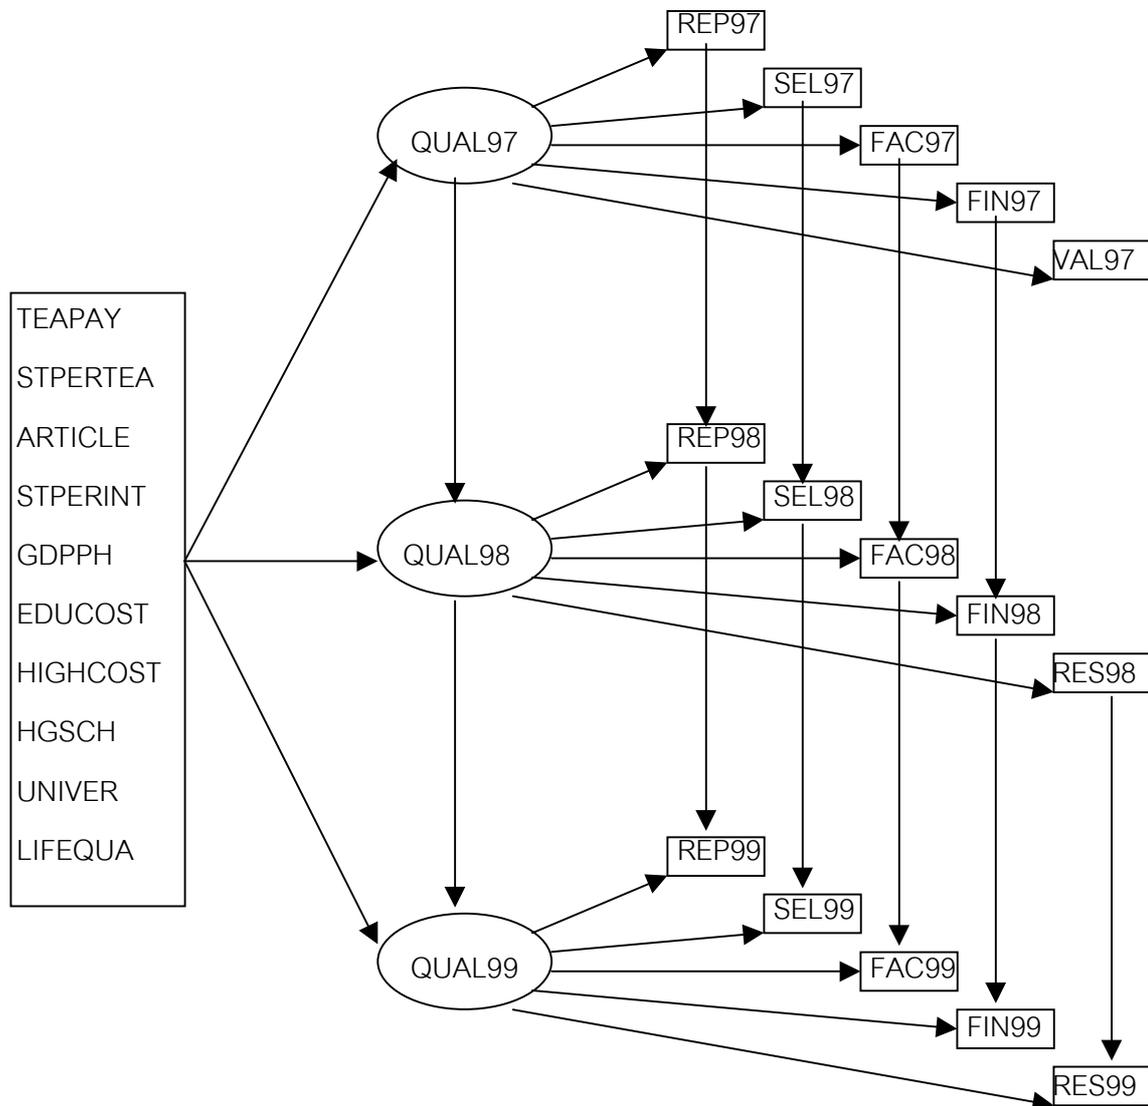 REP97
SEL97
QUAL97
FAC97
FIN97
VAL97
TEAPAY
STPERTEA
ARTICLE
STPERINT
GDPPH
EDUCOST
HIGHCOST
HGSCH
UNIVER
LIFEQUA
REP98
SEL98
QUAL98
FAC98
FIN98
RES98
REP99
SEL99
QUAL99
FAC99
FIN99
RES99